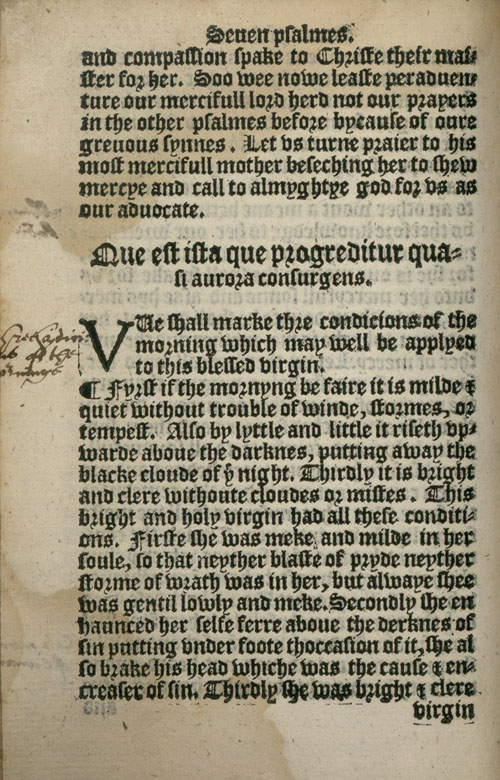 Seuen psalmes.
and compassion spake to Christe their mai-
ster for her. Soo wee nowe leaste peraduen-
ture our mercifull lord herd not our prayers
in the other psalmes before bycause of oure
greuous synnes. Let vs turne praier to his
most mercifull mother beseching her to shew
mercye and call to almyghtye god for vs as
our aduocate.
Que est ista que progreditur qua-
si aurora consurgens.
VUe shall marke thre condicions of the
morning which may well be applyed
to this blessed virgin.
¶ Fyrst if the mornyng be faire it is milde &
quiet without trouble of winde, stormes, or
tempest. Also by lyttle and little it riseth vp-
warde aboue the darknes, putting away the
blacke cloude of ẏ night. Thirdly it is bright
and clere withoute cloudes or mistes. This
bright and holy virgin had all these conditi-
ons. Firste she was meke and milde in her
soule, so that neyther blaste of pryde neyther
storme of wrath was in her, but alwaye shee
was gentil lowly and meke. Secondly she en
haunced her selfe ferre aboue the derknes of
sin putting vnder foote thoccasion of it, she al
so brake his head whiche was the cause & en-
creaser of sin. Thirdly she was bright & clere
virgin